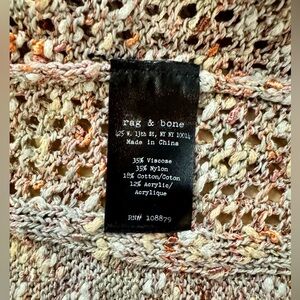 rag & bone
425 W. 13th St, NY NY 10014
Made in China
35% Viscose
35% Nylon
18% Cotton/Coton
12% Acrylic/
Acrylique
RN# 108879